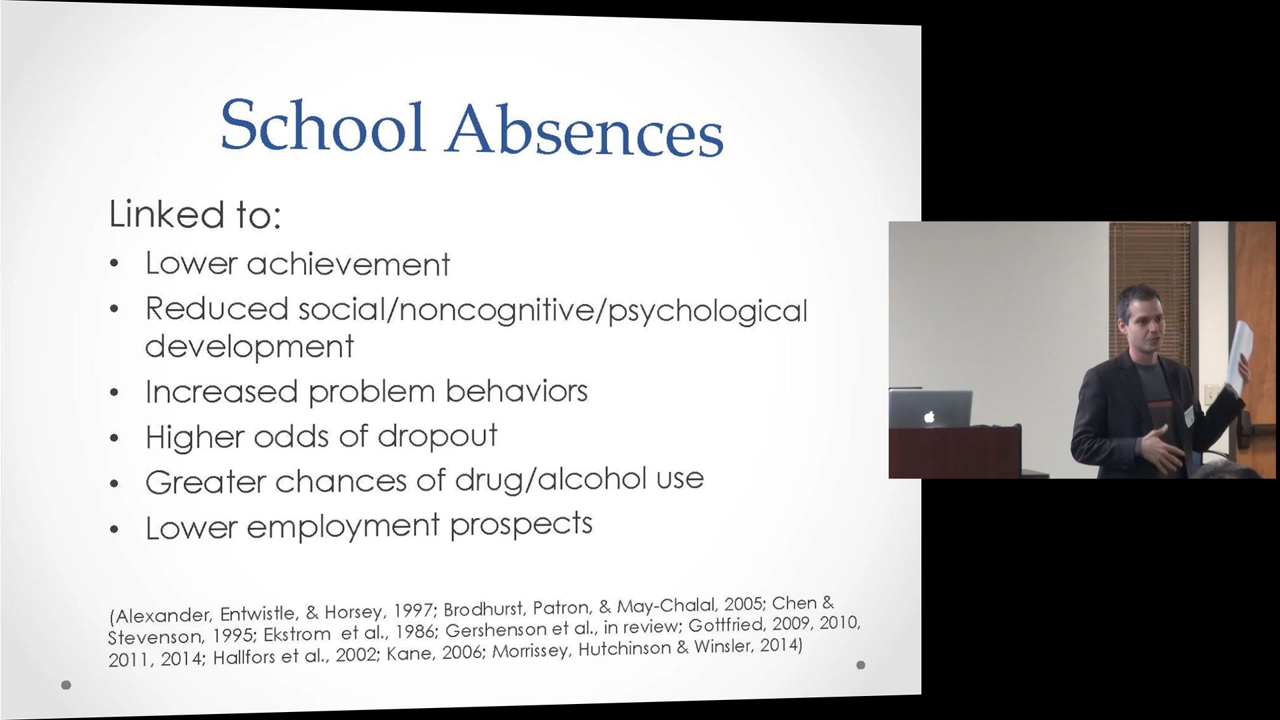 School Absences
Linked to:
• Lower achievement
• Reduced social/noncognitive/psychological
development
• Increased problem behaviors
• Higher odds of dropout
• Greater chances of drug/alcohol use
• Lower employment prospects
(Alexander, Entwistle, & Horsey, 1997; Brodhurst, Patron, & May-Chalal, 2005; Chen &
Stevenson, 1995; Ekstrom et al., 1986; Gershenson et al., in review; Gottfried, 2009, 2010,
2011, 2014; Hallfors et al., 2002; Kane, 2006; Morrissey, Hutchinson & Winsler, 2014)